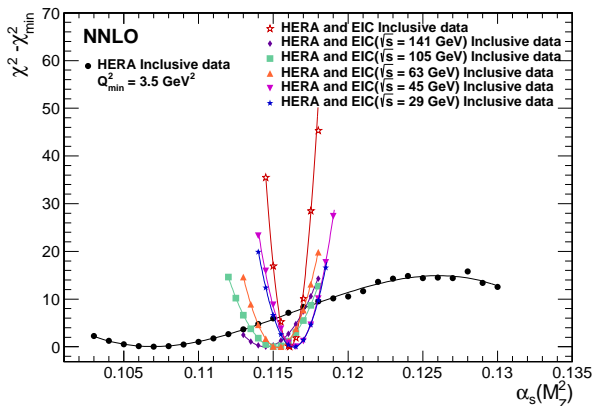 χ² -χ²min
NNLO
HERA Inclusive data
Q²min = 3.5 GeV²
HERA and EIC Inclusive data
HERA and EIC(√s = 141 GeV) Inclusive data
HERA and EIC(√s = 105 GeV) Inclusive data
HERA and EIC(√s = 63 GeV) Inclusive data
HERA and EIC(√s = 45 GeV) Inclusive data
HERA and EIC(√s = 29 GeV) Inclusive data
70
60
50
40
30
20
10
0
0.105 0.11 0.115 0.12 0.125 0.13 0.135
αs(M²Z)